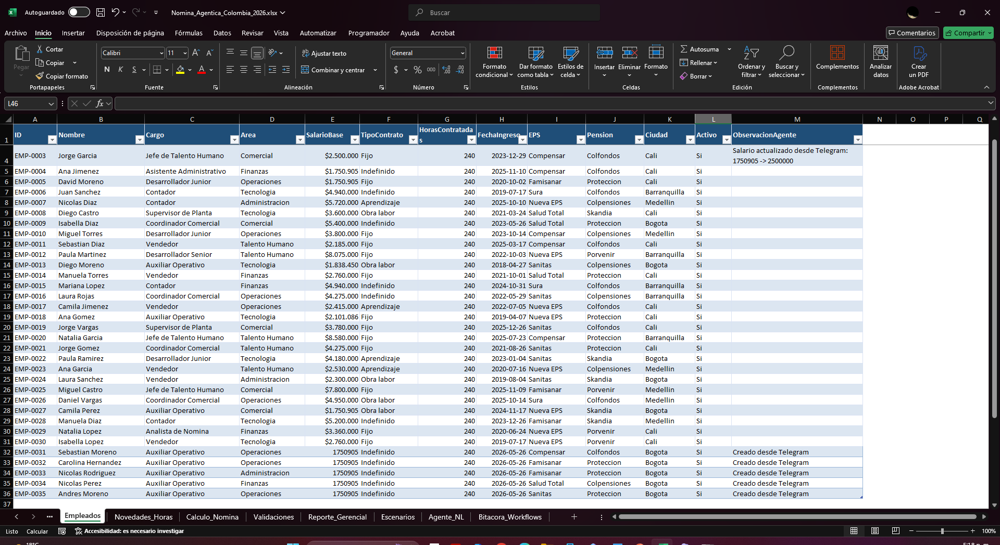 Autoguardado
Nomina_Agentica_Colombia_2026.xlsx
Buscar
Archivo Inicio Insertar Disposición de página Fórmulas Datos Revisar Vista Automatizar Programador Ayuda Acrobat
Comentarios Compartir
Pegar
Cortar
Copiar
Copiar formato
Portapapeles
Calibri 11
N K S
Fuente
Ajustar texto
Combinar y centrar
Alineación
General
$ % 000
Número
Formato condicional
Dar formato como tabla
Estilos de celda
Estilos
Insertar Eliminar Formato
Celdas
Autosuma
Rellenar
Borrar
Ordenar y filtrar
Buscar y seleccionar
Edición
Complementos
Complementos
Analizar datos
Crear un PDF
Adobe Acrobat
L46 fx
A B C D E F G H I J K L M N O P Q
1 ID Nombre Cargo Area SalarioBase TipoContrato HorasContratadas FechaIngreso EPS Pension Ciudad Activo ObservacionAgente
4 EMP-0003 Jorge Garcia Jefe de Talento Humano Comercial $2.500.000 Fijo 240 2023-12-29 Compensar Colfondos Cali Si Salario actualizado desde Telegram: 1750905 -> 2500000
5 EMP-0004 Ana Jimenez Asistente Administrativo Finanzas $1.750.905 Indefinido 240 2025-11-10 Compensar Colfondos Cali Si
6 EMP-0005 David Moreno Desarrollador Junior Operaciones $1.750.905 Fijo 240 2020-10-02 Famisanar Proteccion Cali Si
7 EMP-0006 Juan Sanchez Contador Tecnologia $4.940.000 Indefinido 240 2019-07-17 Sura Colfondos Barranquilla Si
8 EMP-0007 Nicolas Diaz Contador Administracion $5.720.000 Aprendizaje 240 2025-10-10 Nueva EPS Colpensiones Medellin Si
9 EMP-0008 Diego Castro Supervisor de Planta Tecnologia $3.600.000 Obra labor 240 2021-03-24 Salud Total Skandia Cali Si
10 EMP-0009 Isabella Diaz Coordinador Comercial Comercial $5.400.000 Indefinido 240 2023-05-26 Salud Total Proteccion Bogota Si
11 EMP-0010 Miguel Torres Desarrollador Junior Operaciones $3.800.000 Fijo 240 2023-10-14 Compensar Colpensiones Medellin Si
12 EMP-0011 Sebastian Diaz Vendedor Talento Humano $2.185.000 Fijo 240 2025-03-17 Compensar Colfondos Cali Si
13 EMP-0012 Paula Martinez Desarrollador Senior Talento Humano $8.075.000 Fijo 240 2022-10-03 Nueva EPS Porvenir Barranquilla Si
14 EMP-0013 Diego Moreno Auxiliar Operativo Tecnologia $1.838.450 Obra labor 240 2018-04-27 Sanitas Colpensiones Bogota Si
15 EMP-0014 Manuela Torres Vendedor Finanzas $2.760.000 Fijo 240 2021-10-01 Salud Total Proteccion Cali Si
16 EMP-0015 Mariana Lopez Contador Finanzas $4.940.000 Indefinido 240 2024-10-31 Sura Colfondos Barranquilla Si
17 EMP-0016 Laura Rojas Coordinador Comercial Operaciones $4.275.000 Indefinido 240 2022-05-29 Sanitas Colpensiones Barranquilla Si
18 EMP-0017 Camila Jimenez Vendedor Operaciones $2.415.000 Aprendizaje 240 2022-07-05 Nueva EPS Colfondos Cali Si
19 EMP-0018 Ana Gomez Auxiliar Operativo Tecnologia $2.101.086 Fijo 240 2019-04-07 Nueva EPS Proteccion Cali Si
20 EMP-0019 Jorge Vargas Supervisor de Planta Comercial $3.780.000 Fijo 240 2025-12-26 Sanitas Colfondos Cali Si
21 EMP-0020 Natalia Garcia Jefe de Talento Humano Talento Humano $8.580.000 Fijo 240 2025-07-23 Compensar Proteccion Barranquilla Si
22 EMP-0021 Jorge Gomez Coordinador Comercial Talento Humano $4.275.000 Fijo 240 2021-08-26 Sanitas Proteccion Cali Si
23 EMP-0022 Paula Ramirez Desarrollador Junior Tecnologia $4.180.000 Aprendizaje 240 2023-01-04 Sanitas Skandia Bogota Si
24 EMP-0023 Ana Garcia Vendedor Talento Humano $2.530.000 Aprendizaje 240 2020-07-16 Nueva EPS Colpensiones Medellin Si
25 EMP-0024 Laura Sanchez Vendedor Administracion $2.300.000 Obra labor 240 2019-08-04 Sanitas Skandia Bogota Si
26 EMP-0025 Miguel Castro Jefe de Talento Humano Comercial $7.800.000 Fijo 240 2025-11-09 Famisanar Porvenir Medellin Si
27 EMP-0026 Daniel Vargas Coordinador Comercial Operaciones $4.950.000 Obra labor 240 2025-10-14 Sura Colfondos Medellin Si
28 EMP-0027 Camila Perez Auxiliar Operativo Comercial $1.750.905 Obra labor 240 2024-11-17 Nueva EPS Skandia Bogota Si
29 EMP-0028 Manuela Diaz Contador Tecnologia $5.200.000 Indefinido 240 2023-12-26 Famisanar Skandia Medellin Si
30 EMP-0029 Natalia Lopez Analista de Nomina Finanzas $3.360.000 Fijo 240 2020-06-24 Nueva EPS Porvenir Cali Si
31 EMP-0030 Isabella Lopez Vendedor Tecnologia $2.760.000 Fijo 240 2019-07-17 Nueva EPS Porvenir Cali Si
32 EMP-0031 Sebastian Moreno Auxiliar Operativo Operaciones 1750905 Indefinido 240 2026-05-26 Compensar Colfondos Bogota Si Creado desde Telegram
33 EMP-0032 Carolina Hernandez Auxiliar Operativo Operaciones 1750905 Indefinido 240 2026-05-26 Famisanar Proteccion Bogota Si Creado desde Telegram
34 EMP-0033 Nicolas Rodriguez Auxiliar Operativo Administracion 1750905 Indefinido 240 2026-05-26 Famisanar Proteccion Bogota Si Creado desde Telegram
35 EMP-0034 Nicolas Perez Auxiliar Operativo Finanzas 1750905 Indefinido 240 2026-05-26 Salud Total Colpensiones Bogota Si Creado desde Telegram
36 EMP-0035 Andres Moreno Auxiliar Operativo Operaciones 1750905 Indefinido 240 2026-05-26 Sanitas Proteccion Bogota Si Creado desde Telegram
37
Empleados Novedades_Horas Calculo_Nomina Validaciones Reporte_Gerencial Escenarios Agente_NL Bitacora_Workflows
Listo Calcular Accesibilidad: es necesario investigar 100%